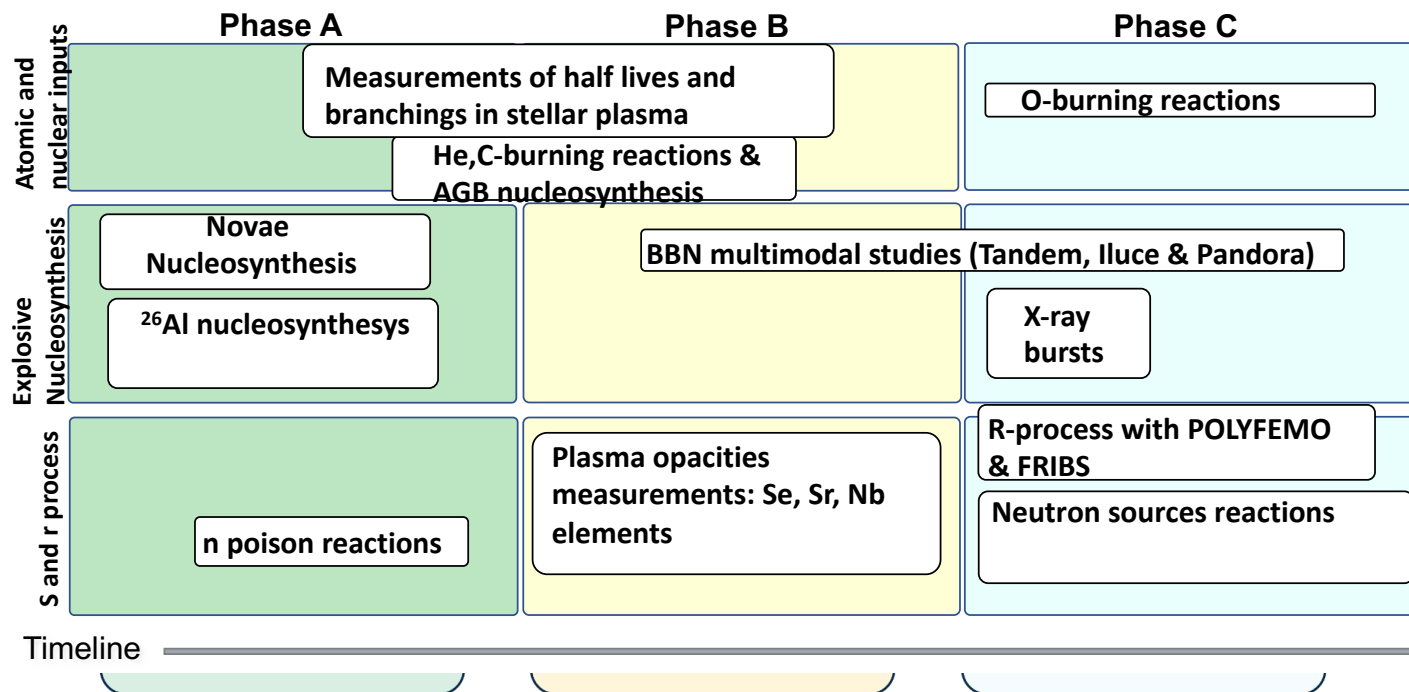 Phase A
Phase B
Phase C
Atomic and
nuclear inputs
Measurements of half lives and
branchings in stellar plasma
He,C-burning reactions &
AGB nucleosynthesis
O-burning reactions
Explosive
Nucleosynthesis
Novae
Nucleosynthesis
²⁶Al nucleosynthesys
BBN multimodal studies (Tandem, Iluce & Pandora)
X-ray
bursts
S and r process
n poison reactions
Plasma opacities
measurements: Se, Sr, Nb
elements
R-process with POLYFEMO
& FRIBS
Neutron sources reactions
Timeline